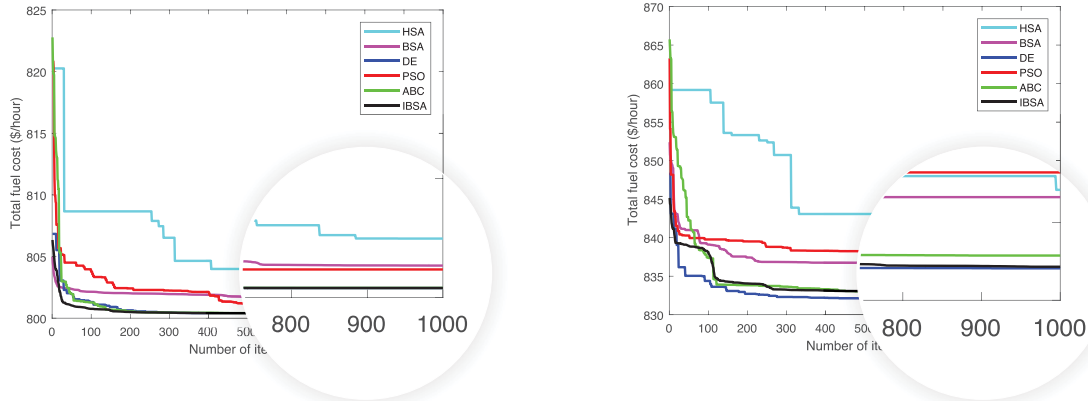 825
820
815
810
805
800
Total fuel cost ($/hour)
0 100 200 300 400 500
Number of ite
HSA
BSA
DE
PSO
ABC
IBSA
800 900 1000
870
865
860
855
850
845
840
835
830
Total fuel cost ($/hour)
0 100 200 300 400 500
Number of ite
HSA
BSA
DE
PSO
ABC
IBSA
800 900 1000